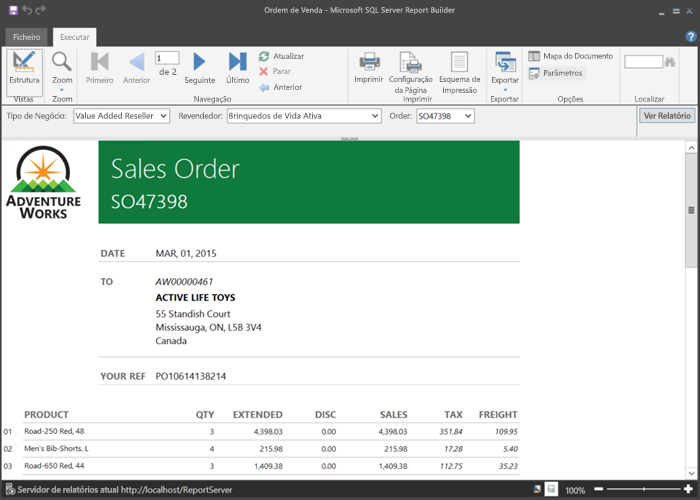 Ordem de Venda - Microsoft SQL Server Report Builder
Ficheiro Executar
Estrutura Zoom Primeiro Anterior 1 de 2 Seguinte Último Atualizar Parar Anterior Imprimir Configuração da Página Esquema de Impressão Exportar Mapa do Documento Parâmetros
Vistas Zoom Navegação Imprimir Exportar Opções Localizar
Tipo de Negócio: Value Added Reseller Revendedor: Brinquedos de Vida Ativa Order: SO47398 Ver Relatório
ADVENTURE
WORKS
Sales Order
SO47398
DATE MAR, 01, 2015
TO AW00000461
ACTIVE LIFE TOYS
55 Standish Court
Mississauga, ON, L5B 3V4
Canada
YOUR REF PO10614138214
PRODUCT QTY EXTENDED DISC SALES TAX FREIGHT
01 Road-250 Red, 48 3 4,398.03 0.00 4,398.03 351.84 109.95
02 Men's Bib-Shorts, L 4 215.98 0.00 215.98 17.28 5.40
03 Road-650 Red, 44 3 1,409.38 0.00 1,409.38 112.75 35.23
Servidor de relatórios atual http://localhost/ReportServer 100%